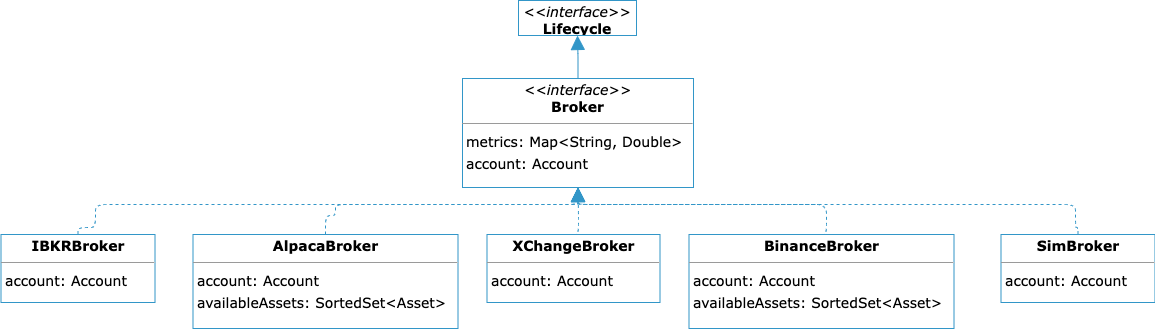 <<interface>>
Lifecycle
<<interface>>
Broker
metrics: Map<String, Double>
account: Account
IBKRBroker
account: Account
AlpacaBroker
account: Account
availableAssets: SortedSet<Asset>
XChangeBroker
account: Account
BinanceBroker
account: Account
availableAssets: SortedSet<Asset>
SimBroker
account: Account